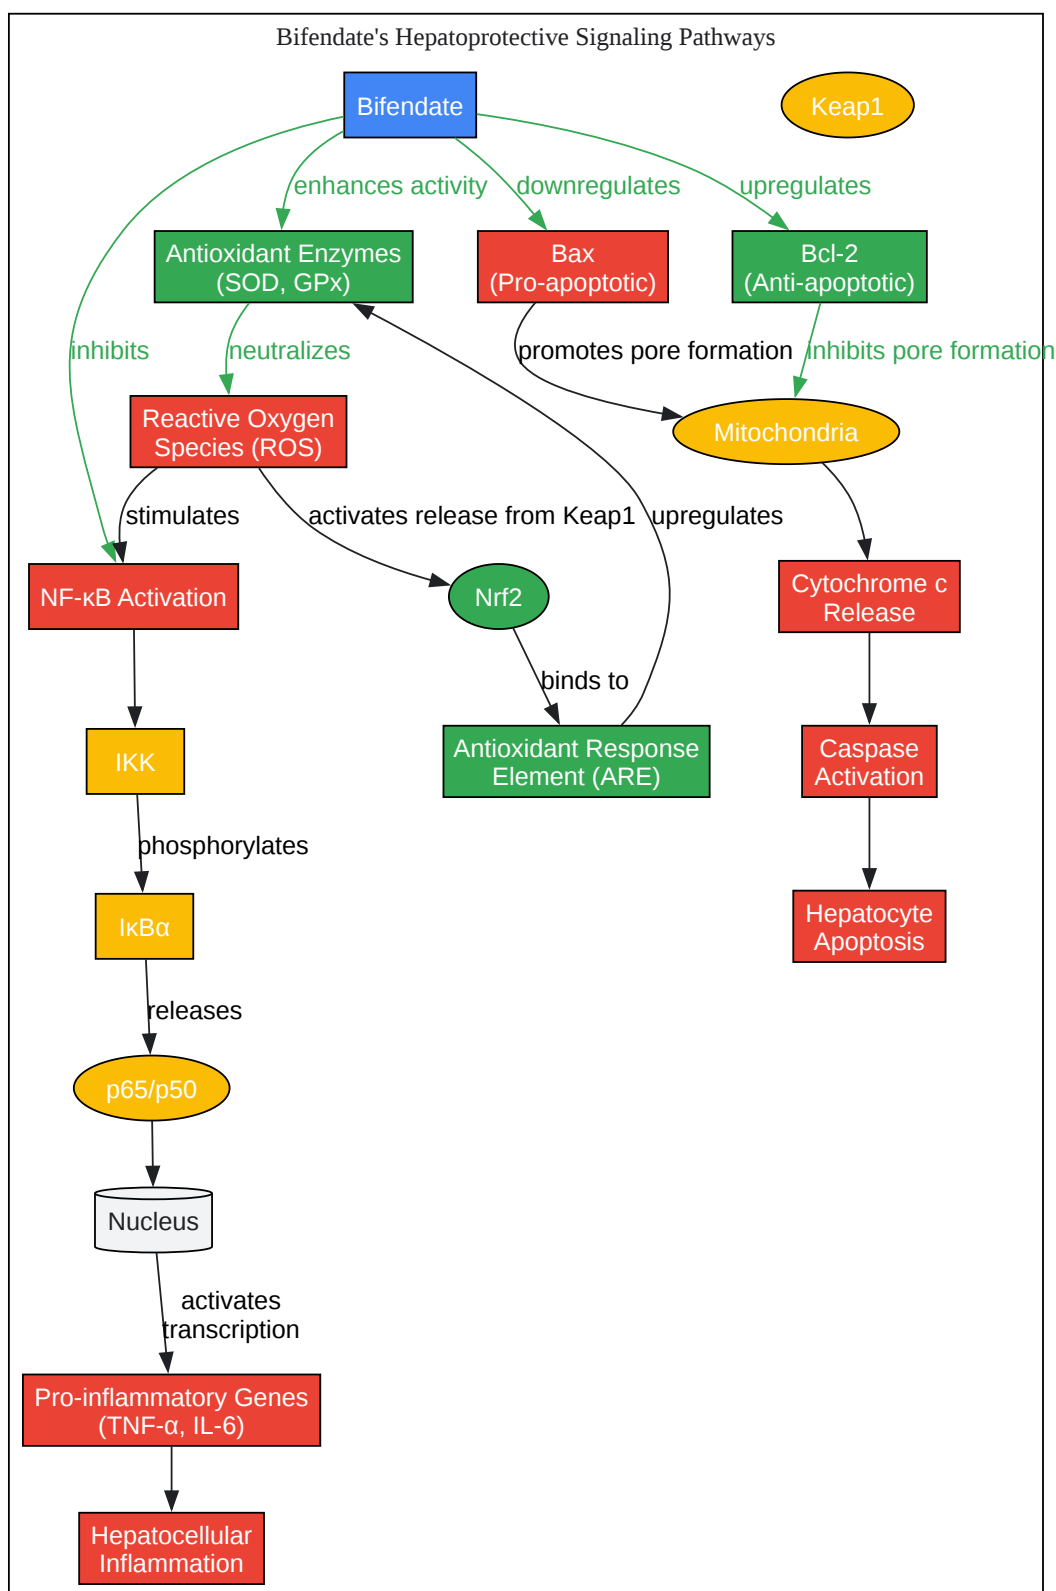 Bifendate's Hepatoprotective Signaling Pathways
Bifendate
Keap1
enhances activity
downregulates
upregulates
Antioxidant Enzymes
(SOD, GPx)
Bax
(Pro-apoptotic)
Bcl-2
(Anti-apoptotic)
inhibits
neutralizes
promotes pore formation
inhibits pore formation
Reactive Oxygen
Species (ROS)
Mitochondria
stimulates
activates release from Keap1
upregulates
NF-κB Activation
Nrf2
Cytochrome c
Release
binds to
IKK
Antioxidant Response
Element (ARE)
Caspase
Activation
phosphorylates
IκBα
Hepatocyte
Apoptosis
releases
p65/p50
Nucleus
activates
transcription
Pro-inflammatory Genes
(TNF-α, IL-6)
Hepatocellular
Inflammation